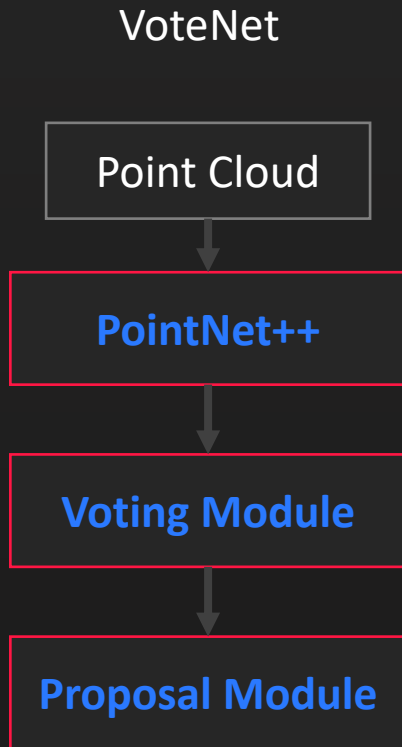 VoteNet
Point Cloud
PointNet++
Voting Module
Proposal Module